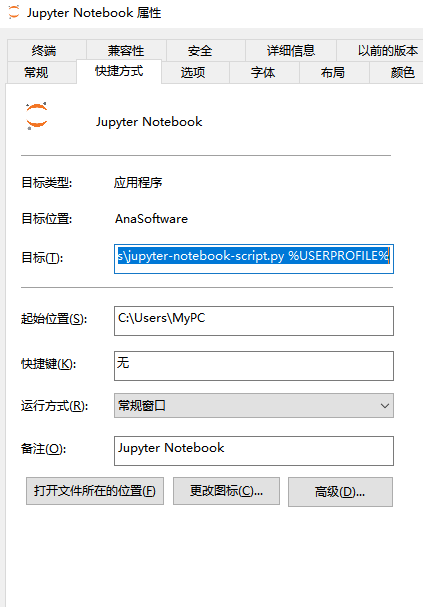 Jupyter Notebook 属性
终端 兼容性 安全 详细信息 以前的版本
常规 快捷方式 选项 字体 布局 颜色
Jupyter Notebook
目标类型: 应用程序
目标位置: AnaSoftware
目标(T): s\jupyter-notebook-script.py %USERPROFILE%
起始位置(S): C:\Users\MyPC
快捷键(K): 无
运行方式(R): 常规窗口
备注(O): Jupyter Notebook
打开文件所在的位置(F) 更改图标(C)... 高级(D)...